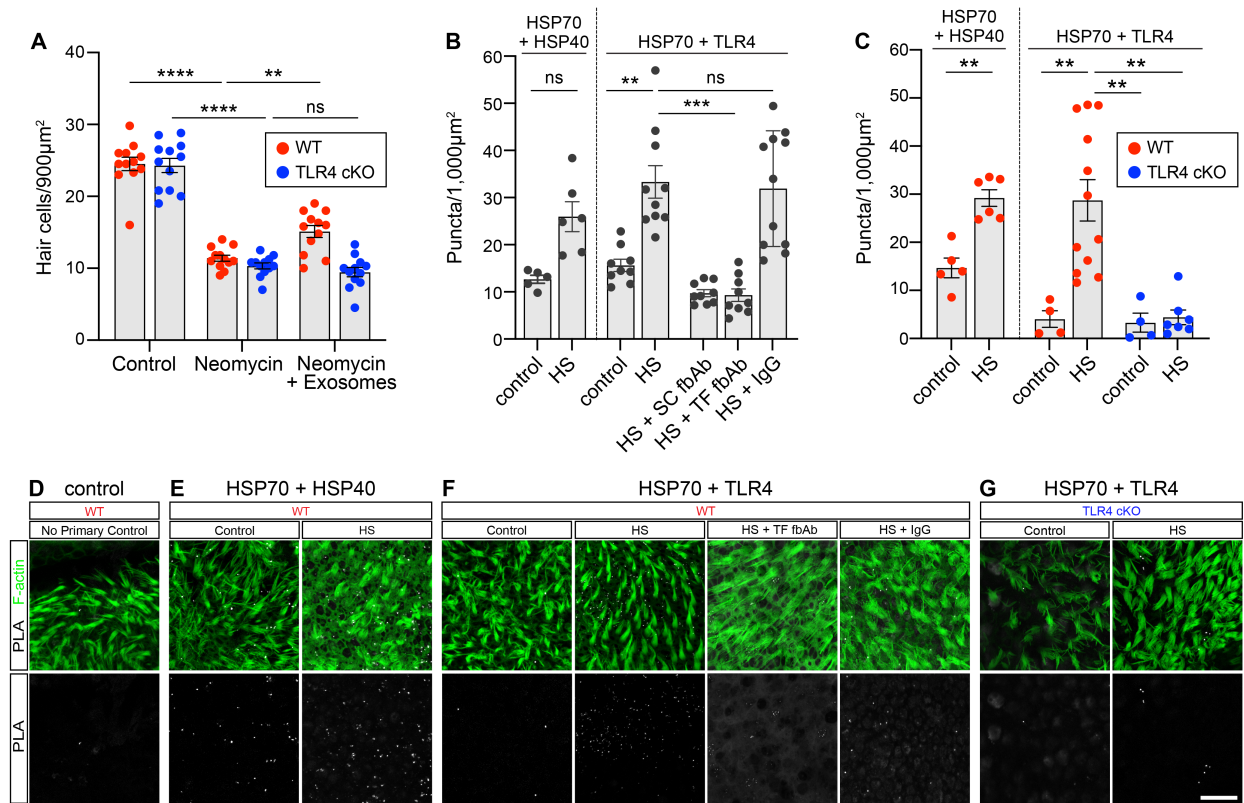 A
40
30
20
10
0
Hair cells/900µm²
****
**
****
ns
WT
TLR4 cKO
Control
Neomycin
Neomycin
+ Exosomes
B
HSP70
+ HSP40
HSP70 + TLR4
60
50
40
30
20
10
0
Puncta/1,000µm²
ns
**
ns
***
control
HS
control
HS
HS + SC fbAb
HS + TF fbAb
HS + IgG
C
HSP70
+ HSP40
HSP70 + TLR4
60
50
40
30
20
10
0
Puncta/1,000µm²
**
**
**
**
WT
TLR4 cKO
control
HS
control
HS
control
HS
D control
WT
No Primary Control
E HSP70 + HSP40
WT
Control
HS
F HSP70 + TLR4
WT
Control
HS
HS + TF fbAb
HS + IgG
G HSP70 + TLR4
TLR4 cKO
Control
HS
PLA F-actin
PLA